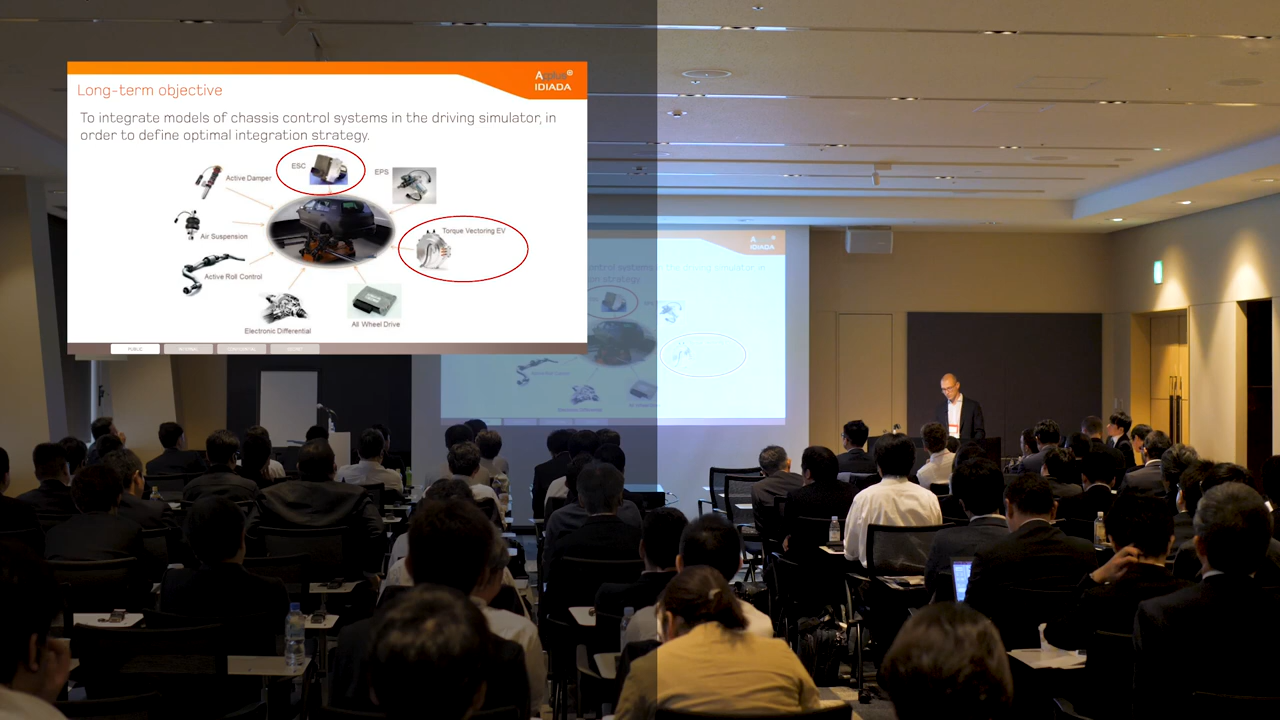 Long-term objective
Applus+
IDIADA
To integrate models of chassis control systems in the driving simulator, in
order to define optimal integration strategy.
ESC
EPS
Active Damper
Torque Vectoring EV
Air Suspension
Active Roll Control
Electronic Differential
All Wheel Drive
PUBLIC
IDIADA